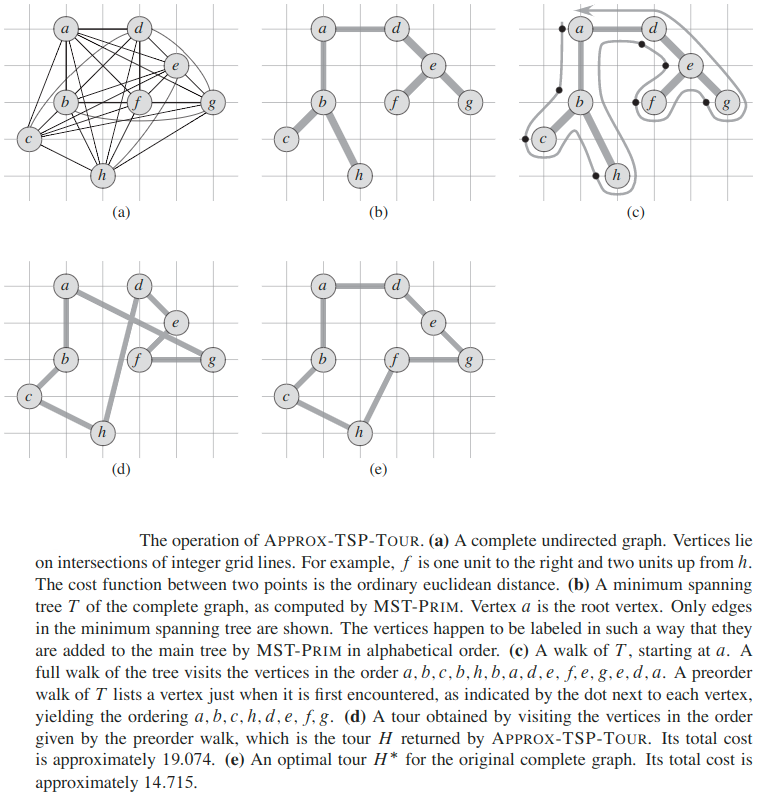 a d
e
b f g
c
h
(a)
a d
e
b f g
c
h
(b)
a d
e
b f g
c
h
(c)
a d
e
b f g
c
h
(d)
a d
e
b f g
c
h
(e)
The operation of APPROX-TSP-TOUR. (a) A complete undirected graph. Vertices lie
on intersections of integer grid lines. For example, f is one unit to the right and two units up from h.
The cost function between two points is the ordinary euclidean distance. (b) A minimum spanning
tree T of the complete graph, as computed by MST-PRIM. Vertex a is the root vertex. Only edges
in the minimum spanning tree are shown. The vertices happen to be labeled in such a way that they
are added to the main tree by MST-PRIM in alphabetical order. (c) A walk of T, starting at a. A
full walk of the tree visits the vertices in the order a, b, c, b, h, b, a, d, e, f, e, g, e, d, a. A preorder
walk of T lists a vertex just when it is first encountered, as indicated by the dot next to each vertex,
yielding the ordering a, b, c, h, d, e, f, g. (d) A tour obtained by visiting the vertices in the order
given by the preorder walk, which is the tour H returned by APPROX-TSP-TOUR. Its total cost
is approximately 19.074. (e) An optimal tour H* for the original complete graph. Its total cost is
approximately 14.715.